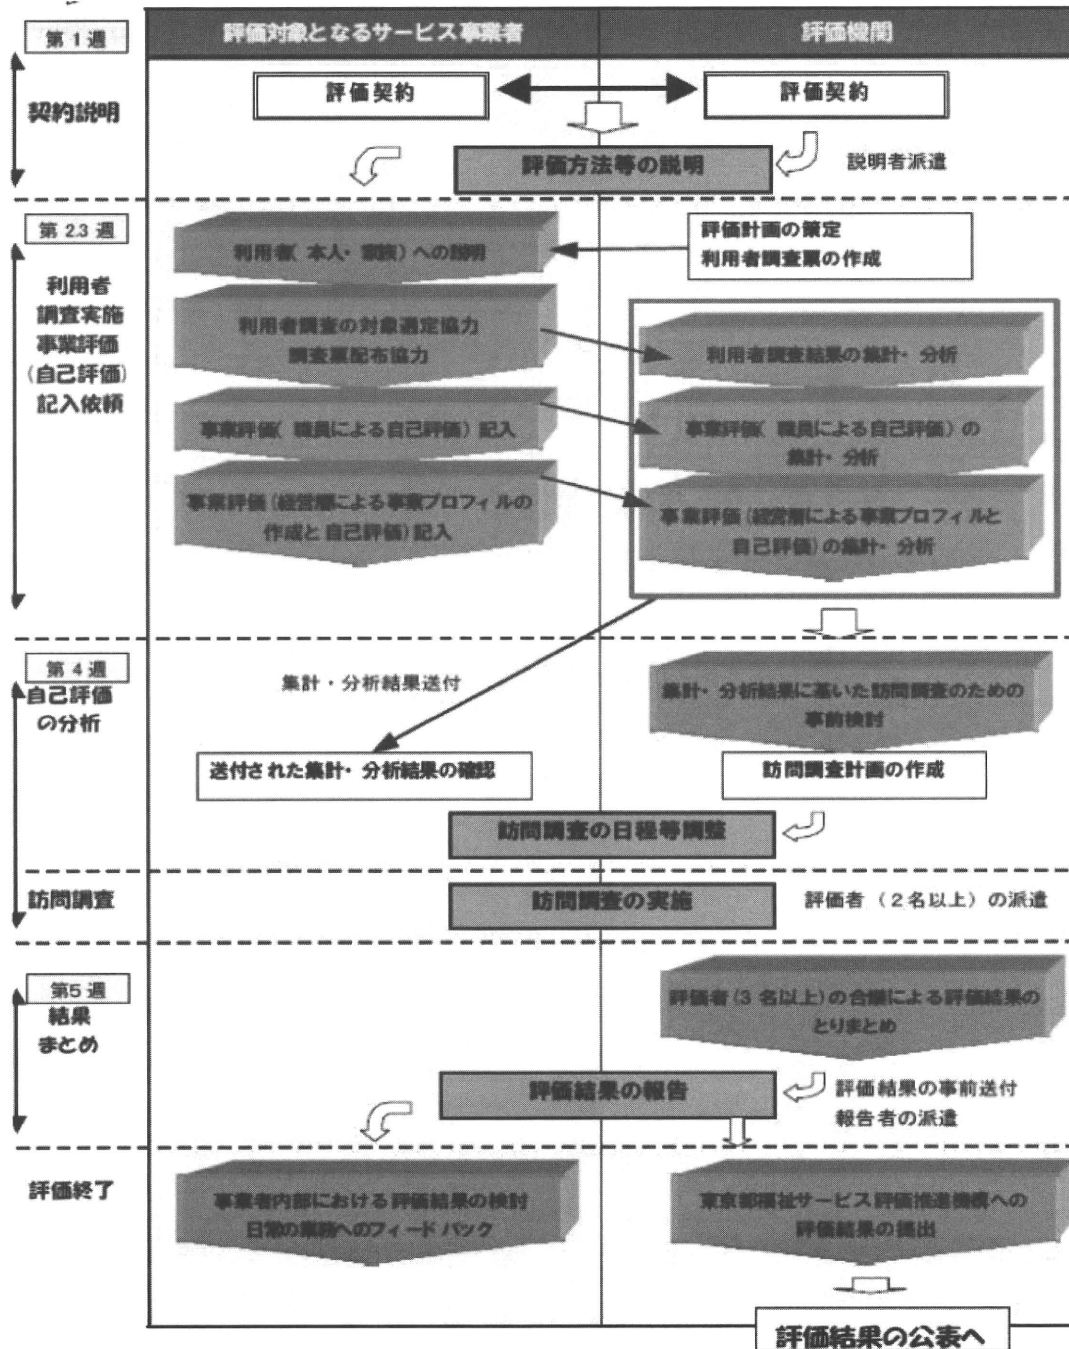 第1週
評価対象となるサービス事業者
評価機関
契約説明
評価契約
評価契約
評価方法等の説明
説明者派遣
第2.3週
利用者
調査実施
事業評価
(自己評価)
記入依頼
利用者(本人・家族)への説明
評価計画の策定
利用者調査票の作成
利用者調査の対象選定協力
調査票配布協力
利用者調査結果の集計・分析
事業評価(職員による自己評価)記入
事業評価(職員による自己評価)の
集計・分析
事業評価(経営層による事業プロフィルの
作成と自己評価)記入
事業評価(経営層による事業プロフィルと
自己評価)の集計・分析
第4週
自己評価
の分析
集計・分析結果送付
集計・分析結果に基いた訪問調査のための
事前検討
送付された集計・分析結果の確認
訪問調査計画の作成
訪問調査の日程等調整
訪問調査
訪問調査の実施
評価者(2名以上)の派遣
第5週
結果
まとめ
評価者(3名以上)の合議による評価結果の
とりまとめ
評価結果の報告
評価結果の事前送付
報告者の派遣
評価終了
事業者内部における評価結果の検討
日常の業務へのフィードバック
東京都福祉サービス評価推進機構への
評価結果の提出
評価結果の公表へ